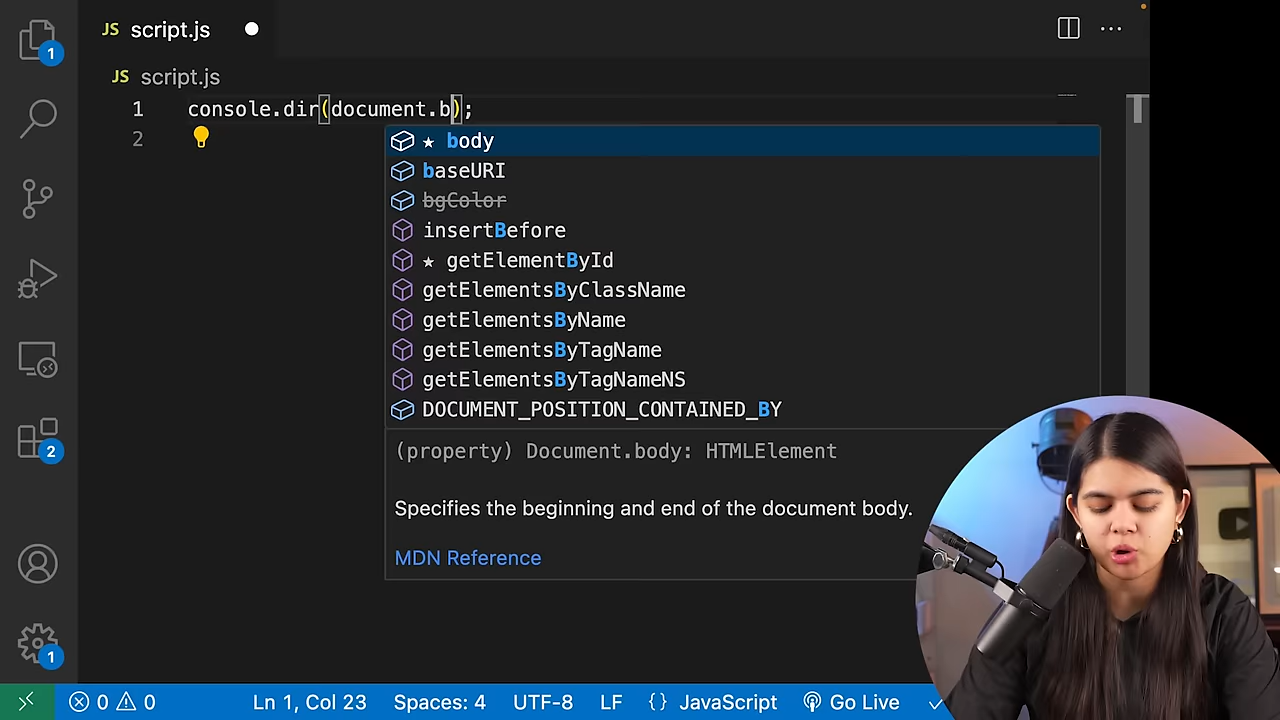 1
JS script.js
JS script.js
1 console.dir(document.b);
2
★ body
baseURI
bgColor
insertBefore
★ getElementById
getElementsByClassName
getElementsByName
getElementsByTagName
getElementsByTagNameNS
DOCUMENT_POSITION_CONTAINED_BY
(property) Document.body: HTMLElement
Specifies the beginning and end of the document body.
MDN Reference
2
1
0 0 Ln 1, Col 23 Spaces: 4 UTF-8 LF {} JavaScript Go Live